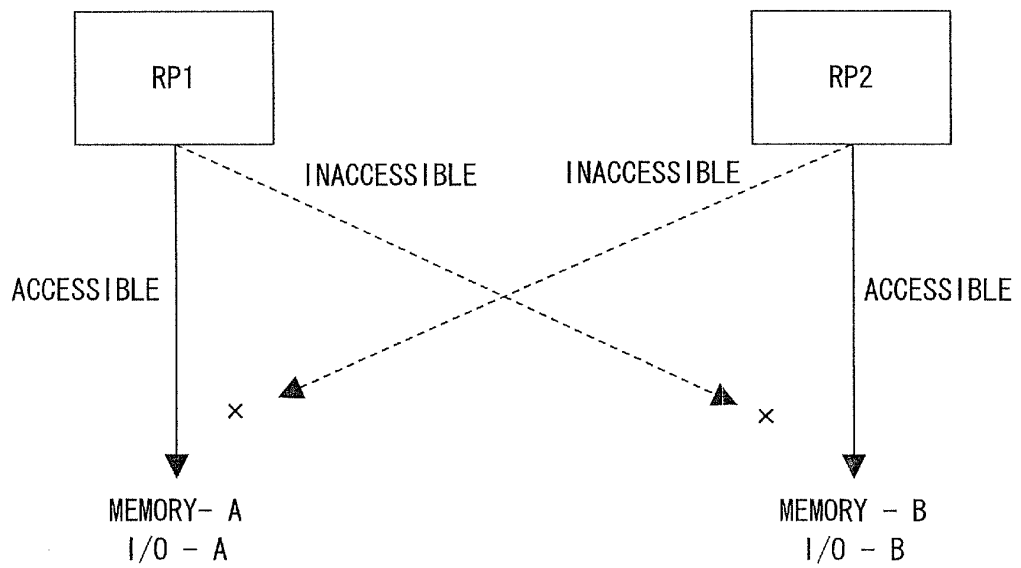 RP1
RP2
INACCESSIBLE
INACCESSIBLE
ACCESSIBLE
ACCESSIBLE
×
×
MEMORY- A
I/O - A
MEMORY - B
I/O - B